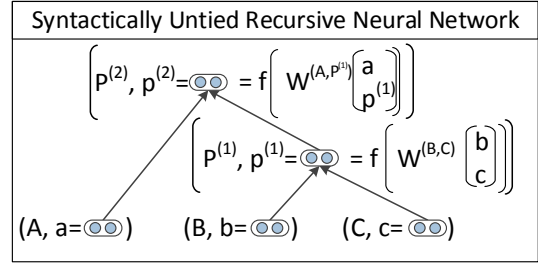 Syntactically Untied Recursive Neural Network
(P^(2), p^(2)= = f( W^(A,P^(1)) [a p^(1)] ))
(P^(1), p^(1)= = f( W^(B,C) [b c] ))
(A, a= ) (B, b= ) (C, c= )